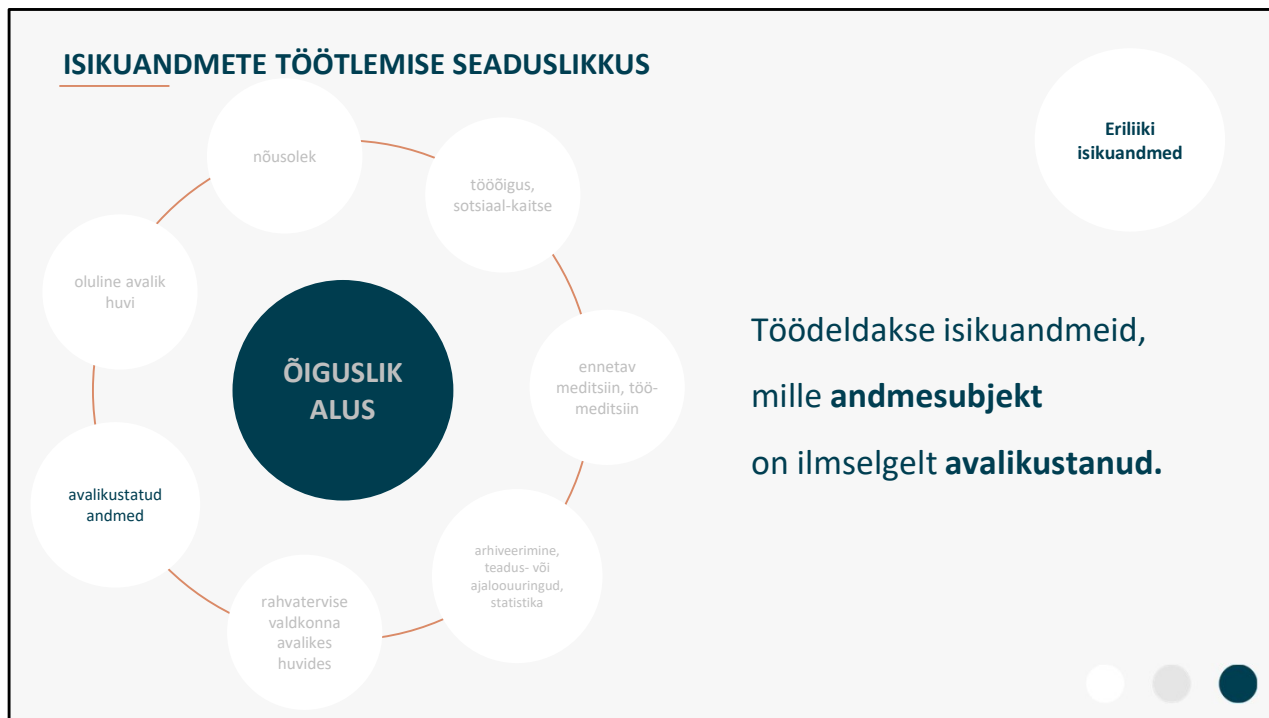 ISIKUANDMETE TÖÖTLEMISE SEADUSLIKKUS
Eriliiki
isikuandmed
nõusolek
tööõigus,
sotsiaal-kaitse
oluline avalik
huvi
ÕIGUSLIK
ALUS
ennetav
meditsiin, töö-
meditsiin
avalikustatud
andmed
arhiveerimine,
teadus- või
ajaloouuringud,
statistika
rahvatervise
valdkonna
avalikes
huvides
Töödeldakse isikuandmeid,
mille andmesubjekt
on ilmselgelt avalikustanud.